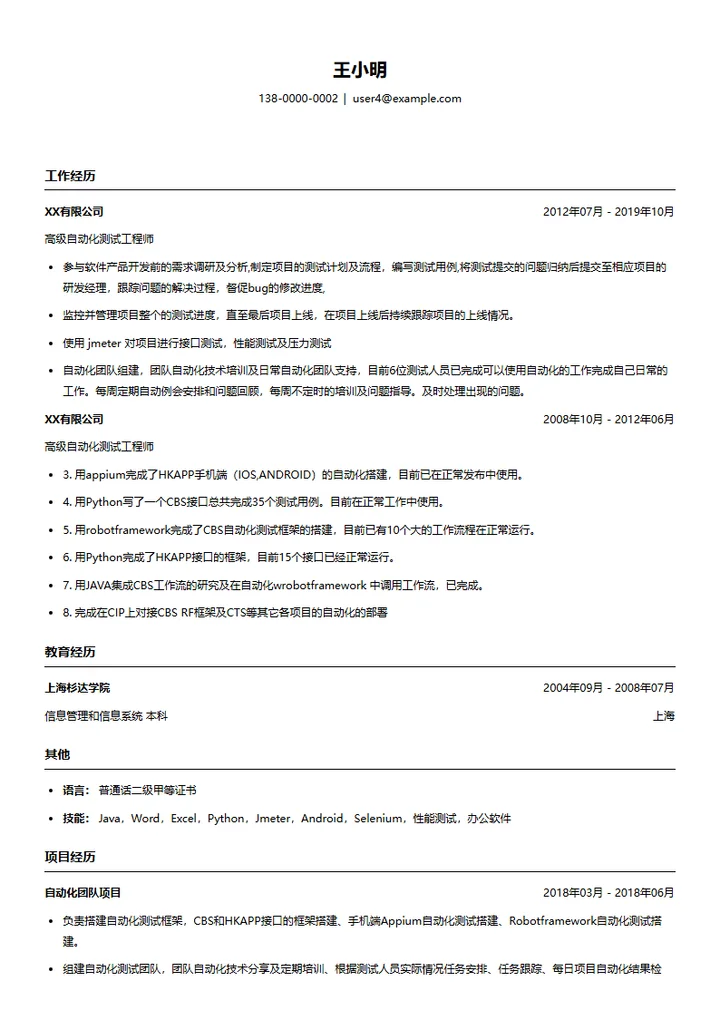 王小明
138-0000-0002 | user4@example.com
工作经历
XX有限公司 2012年07月 - 2019年10月
高级自动化测试工程师
• 参与软件产品开发前的需求调研及分析,制定项目的测试计划及流程，编写测试用例,将测试提交的问题归纳后提交至相应项目的
研发经理，跟踪问题的解决过程，督促bug的修改进度,
• 监控并管理项目整个的测试进度，直至最后项目上线，在项目上线后持续跟踪项目的上线情况。
• 使用 jmeter 对项目进行接口测试，性能测试及压力测试
• 自动化团队组建，团队自动化技术培训及日常自动化团队支持，目前6位测试人员已完成可以使用自动化的工作完成自己日常的
工作。每周定期自动例会安排和问题回顾，每周不定时的培训及问题指导。及时处理出现的问题。
XX有限公司 2008年10月 - 2012年06月
高级自动化测试工程师
• 3. 用appium完成了HKAPP手机端（IOS,ANDROID）的自动化搭建，目前已在正常发布中使用。
• 4. 用Python写了一个CBS接口总共完成35个测试用例。目前在正常工作中使用。
• 5. 用robotframework完成了CBS自动化测试框架的搭建，目前已有10个大的工作流程在正常运行。
• 6. 用Python完成了HKAPP接口的框架，目前15个接口已经正常运行。
• 7. 用JAVA集成CBS工作流的研究及在自动化wrobotframework 中调用工作流，已完成。
• 8. 完成在CIP上对接CBS RF框架及CTS等其它各项目的自动化的部署
教育经历
上海杉达学院 2004年09月 - 2008年07月
信息管理和信息系统 本科 上海
其他
• 语言： 普通话二级甲等证书
• 技能： Java，Word，Excel，Python，Jmeter，Android，Selenium，性能测试，办公软件
项目经历
自动化团队项目 2018年03月 - 2018年06月
• 负责搭建自动化测试框架，CBS和HKAPP接口的框架搭建、手机端Appium自动化测试搭建、Robotframework自动化测试搭
建。
• 组建自动化测试团队，团队自动化技术分享及定期培训、根据测试人员实际情况任务安排、任务跟踪、每日项目自动化结果检